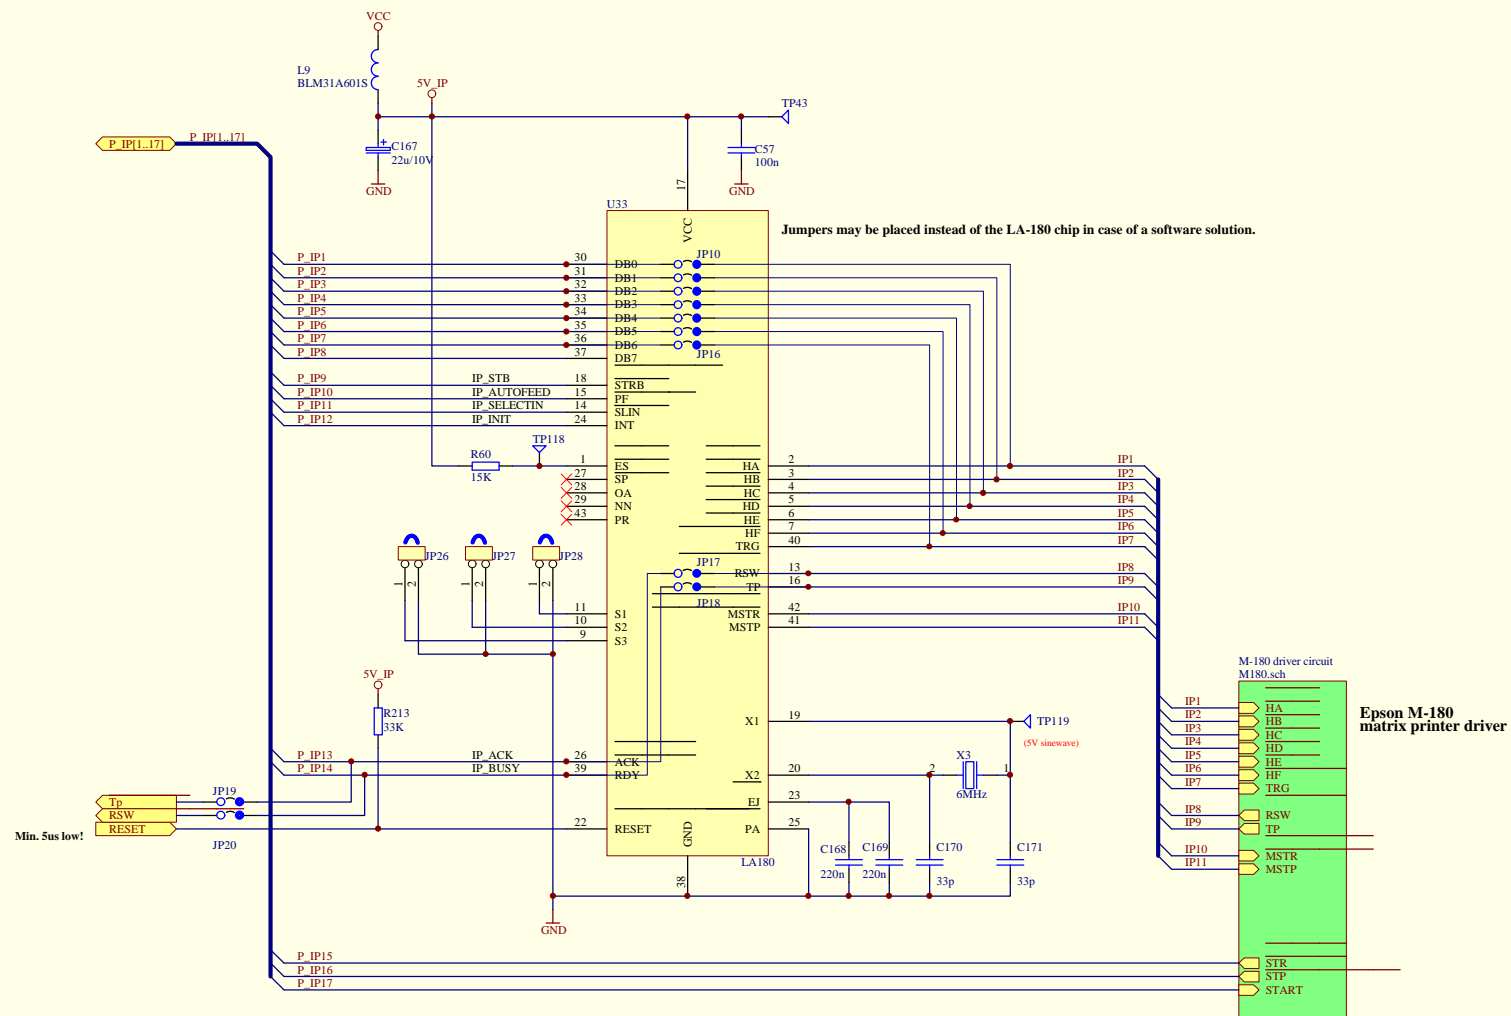 VCC
L9
BLM31A601S
5V_IP
TP43
P_IP[1..17]
P_IP[1..17]
+
C167
22u/10V
C57
100n
GND
GND
17
U33
VCC
Jumpers may be placed instead of the LA-180 chip in case of a software solution.
JP10
P_IP1 30 DB0
P_IP2 31 DB1
P_IP3 32 DB2
P_IP4 33 DB3
P_IP5 34 DB4
P_IP6 35 DB5
P_IP7 36 DB6
JP16
P_IP8 37 DB7
P_IP9 IP_STB 18 STRB
P_IP10 IP_AUTOFEED 15 PF
P_IP11 IP_SELECTIN 14 SLIN
P_IP12 IP_INIT 24 INT
TP118
R60
15K
1 ES
27 SP
28 OA
29 NN
43 PR
HA 2 IP1
HB 3 IP2
HC 4 IP3
HD 5 IP4
HE 6 IP5
HF 7 IP6
TRG 40 IP7
JP26
JP27
JP28
1 2
1 2
1 2
JP17
RSW 13 IP8
TP 16 IP9
JP18
11 S1
10 S2
9 S3
MSTR 42 IP10
MSTP 41 IP11
5V_IP
R213
33K
X1 19
TP119
(5V sinewave)
P_IP13 IP_ACK 26 ACK
P_IP14 IP_BUSY 39 RDY
X2 20
2 X3 1
6MHz
JP19
Tp
RSW
RESET
Min. 5us low!
JP20
EJ 23
22 RESET
PA 25
GND
38
LA180
C168
220n
C169
220n
C170
33p
C171
33p
GND
M-180 driver circuit
M180.sch
Epson M-180
matrix printer driver
IP1 HA
IP2 HB
IP3 HC
IP4 HD
IP5 HE
IP6 HF
IP7 TRG
IP8 RSW
IP9 TP
IP10 MSTR
IP11 MSTP
P_IP15 STR
P_IP16 STP
P_IP17 START